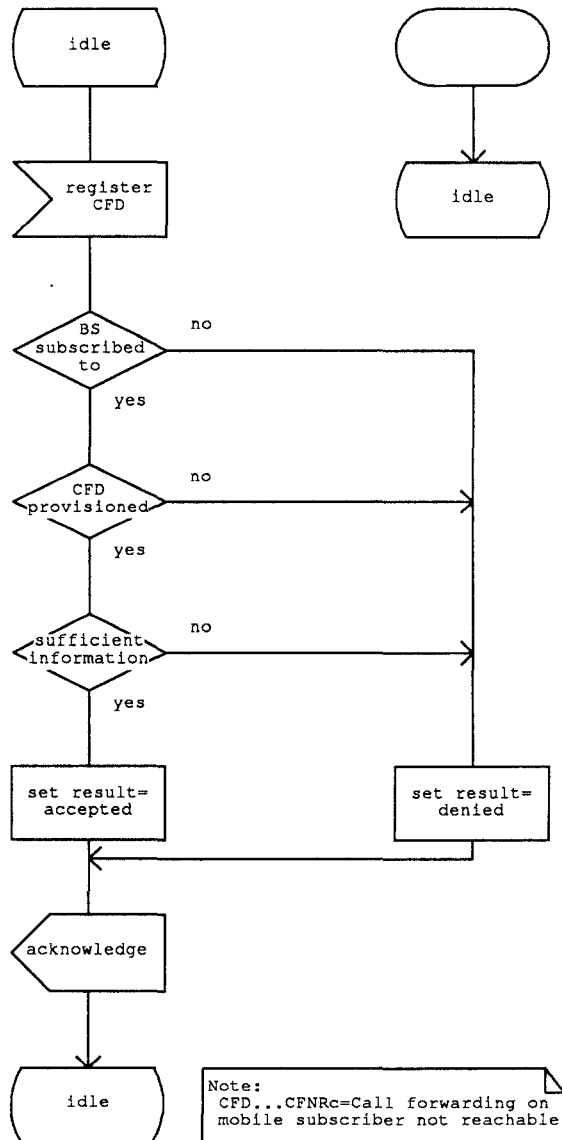 idle
idle
register
CFD
BS
subscribed
to
no
yes
CFD
provisioned
no
yes
sufficient
information
no
yes
set result=
accepted
set result=
denied
acknowledge
idle
Note:
CFD...CFNRc=Call forwarding on
mobile subscriber not reachable